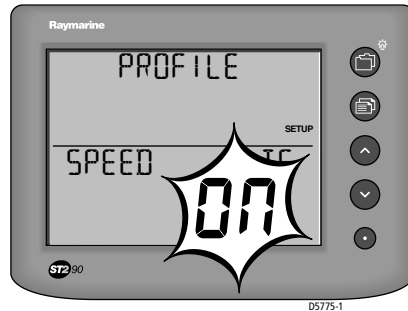 Raymarine
PROFILE
SETUP
SPEED
ON
ST290
D5775-1